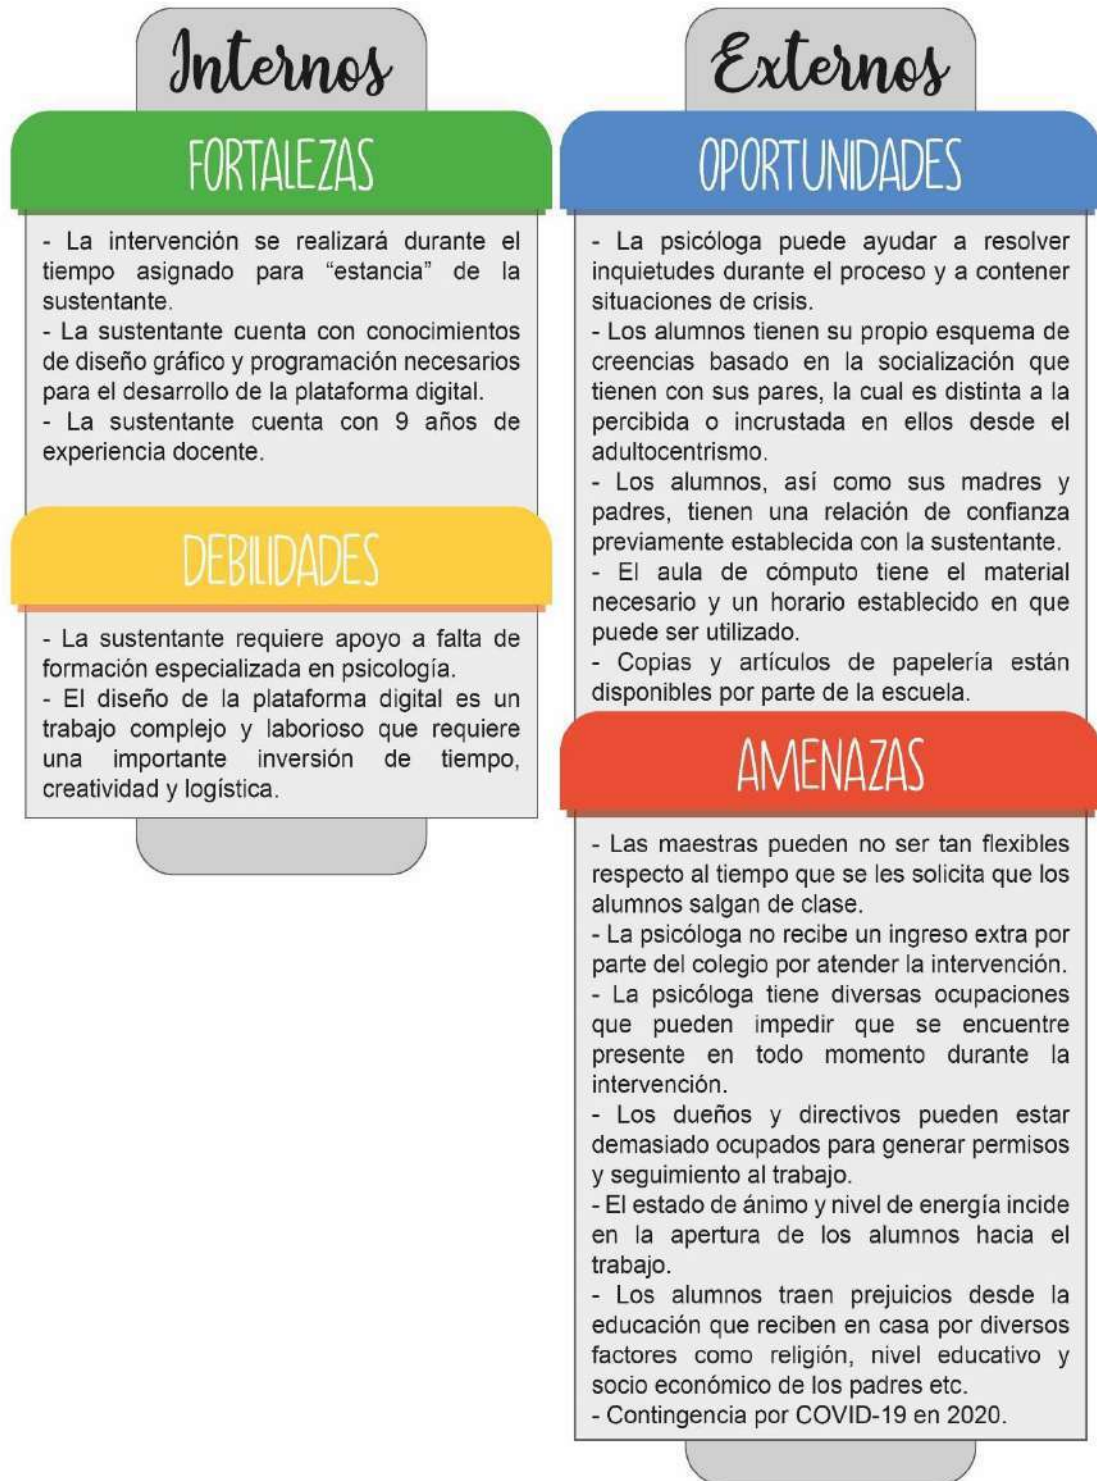 Internos
FORTALEZAS
- La intervención se realizará durante el
tiempo asignado para “estancia” de la
sustentante.
- La sustentante cuenta con conocimientos
de diseño gráfico y programación necesarios
para el desarrollo de la plataforma digital.
- La sustentante cuenta con 9 años de
experiencia docente.
DEBILIDADES
- La sustentante requiere apoyo a falta de
formación especializada en psicología.
- El diseño de la plataforma digital es un
trabajo complejo y laborioso que requiere
una importante inversión de tiempo,
creatividad y logística.
Externos
OPORTUNIDADES
- La psicóloga puede ayudar a resolver
inquietudes durante el proceso y a contener
situaciones de crisis.
- Los alumnos tienen su propio esquema de
creencias basado en la socialización que
tienen con sus pares, la cual es distinta a la
percibida o incrustada en ellos desde el
adultocentrismo.
- Los alumnos, así como sus madres y
padres, tienen una relación de confianza
previamente establecida con la sustentante.
- El aula de cómputo tiene el material
necesario y un horario establecido en que
puede ser utilizado.
- Copias y artículos de papelería están
disponibles por parte de la escuela.
AMENAZAS
- Las maestras pueden no ser tan flexibles
respecto al tiempo que se les solicita que los
alumnos salgan de clase.
- La psicóloga no recibe un ingreso extra por
parte del colegio por atender la intervención.
- La psicóloga tiene diversas ocupaciones
que pueden impedir que se encuentre
presente en todo momento durante la
intervención.
- Los dueños y directivos pueden estar
demasiado ocupados para generar permisos
y seguimiento al trabajo.
- El estado de ánimo y nivel de energía incide
en la apertura de los alumnos hacia el
trabajo.
- Los alumnos traen prejuicios desde la
educación que reciben en casa por diversos
factores como religión, nivel educativo y
socio económico de los padres etc.
- Contingencia por COVID-19 en 2020.